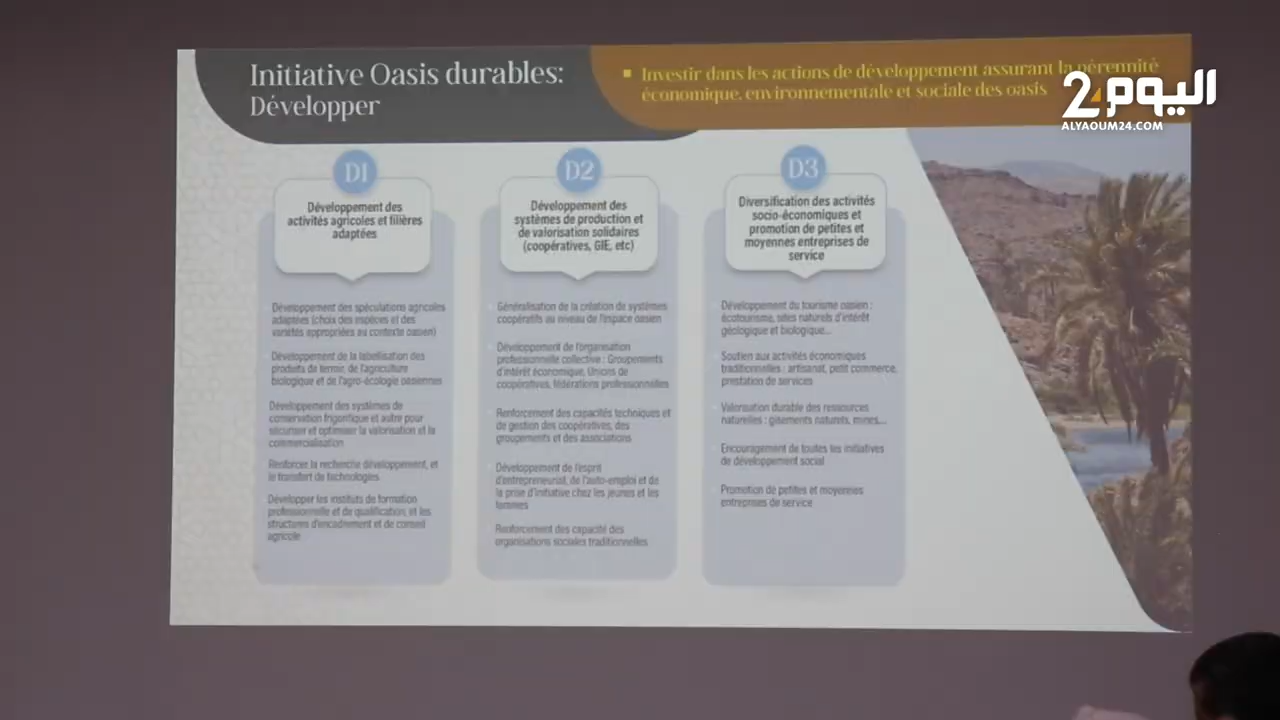 Initiative Oasis durables:
Développer
Investir dans les actions de développement assurant la pérennité
économique, environnementale et sociale des oasis
اليوم 24
ALYAOUM24.COM
D1
Développement des
activités agricoles et filières
adaptées
Développement des spéculations agricoles
adaptées (choix des espèces et des
variétés appropriées au contexte oasien)
Développement de la labellisation des
produits de terroir, de l'agriculture
biologique et de l'agro-écologie oasiennes
Développement des systèmes de
conservation frigorifique et autre pour
sécuriser et optimiser la valorisation et la
commercialisation
Renforcer la recherche développement, et
le transfert de technologies
Développer les instituts de formation
professionnelle et de qualification, et les
structures d'encadrement et de conseil
agricole
D2
Développement des
systèmes de production et
de valorisation solidaires
(coopératives, GIE, etc)
Généralisation de la création de systèmes
coopératifs au niveau de l'espace oasien
Développement de l'organisation
professionnelle collective : Groupements
d'intérêt économique, Unions de
coopératives, fédérations professionnelles
Renforcement des capacités techniques et
de gestion des coopératives, des
groupements et des associations
Développement de l'esprit
d'entrepreneuriat, de l'auto-emploi et de
la prise d'initiative chez les jeunes et les
femmes
Renforcement des capacité des
organisations sociales traditionnelles
D3
Diversification des activités
socio-économiques et
promotion de petites et
moyennes entreprises de
service
Développement du tourisme oasien :
écotourisme, sites naturels d'intérêt
géologique et biologique...
Soutien aux activités économiques
traditionnelles : artisanat, petit commerce,
prestation de services
Valorisation durable des ressources
naturelles : gisements naturels, mines...
Encouragement de toutes les initiatives
de développement social
Promotion de petites et moyennes
entreprises de service